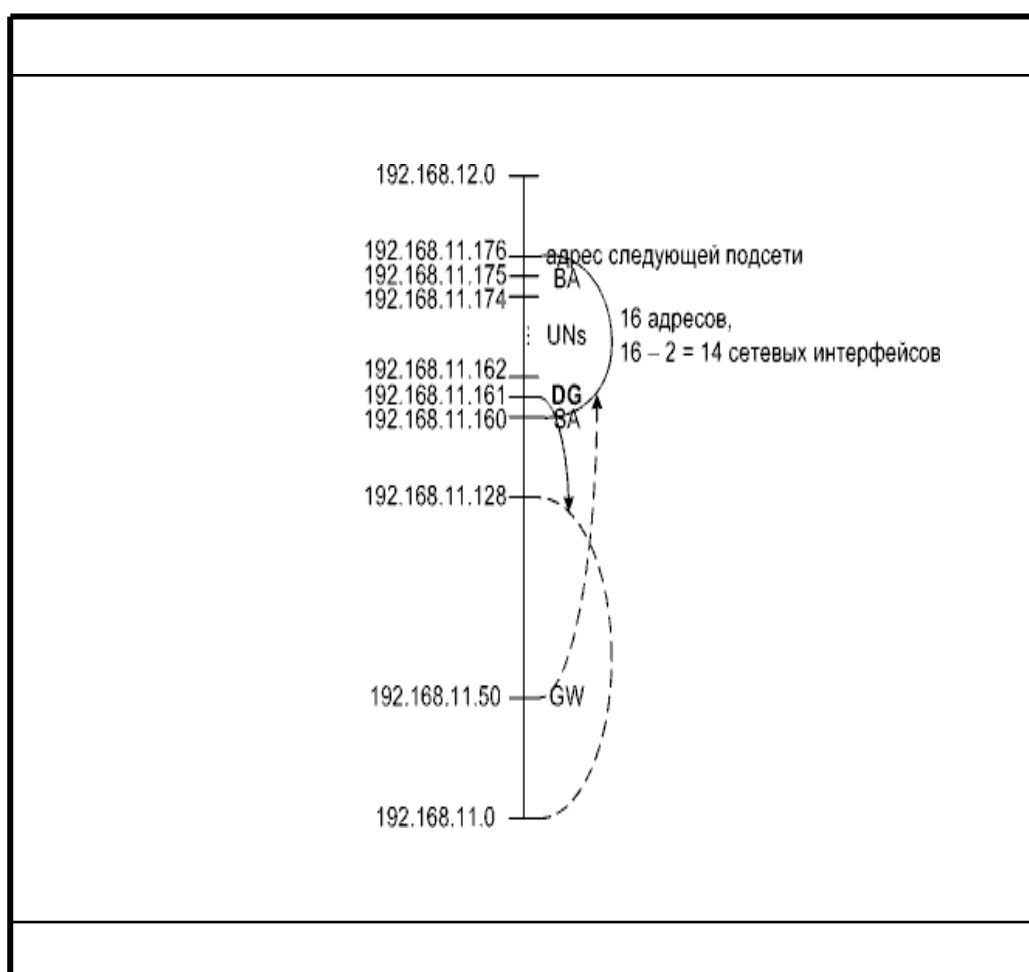 192.168.12.0
192.168.11.176 адрес следующей подсети
192.168.11.175 BA
192.168.11.174
16 адресов,
UNs
16 – 2 = 14 сетевых интерфейсов
192.168.11.162
192.168.11.161 DG
192.168.11.160 SA
192.168.11.128
192.168.11.50 GW
192.168.11.0